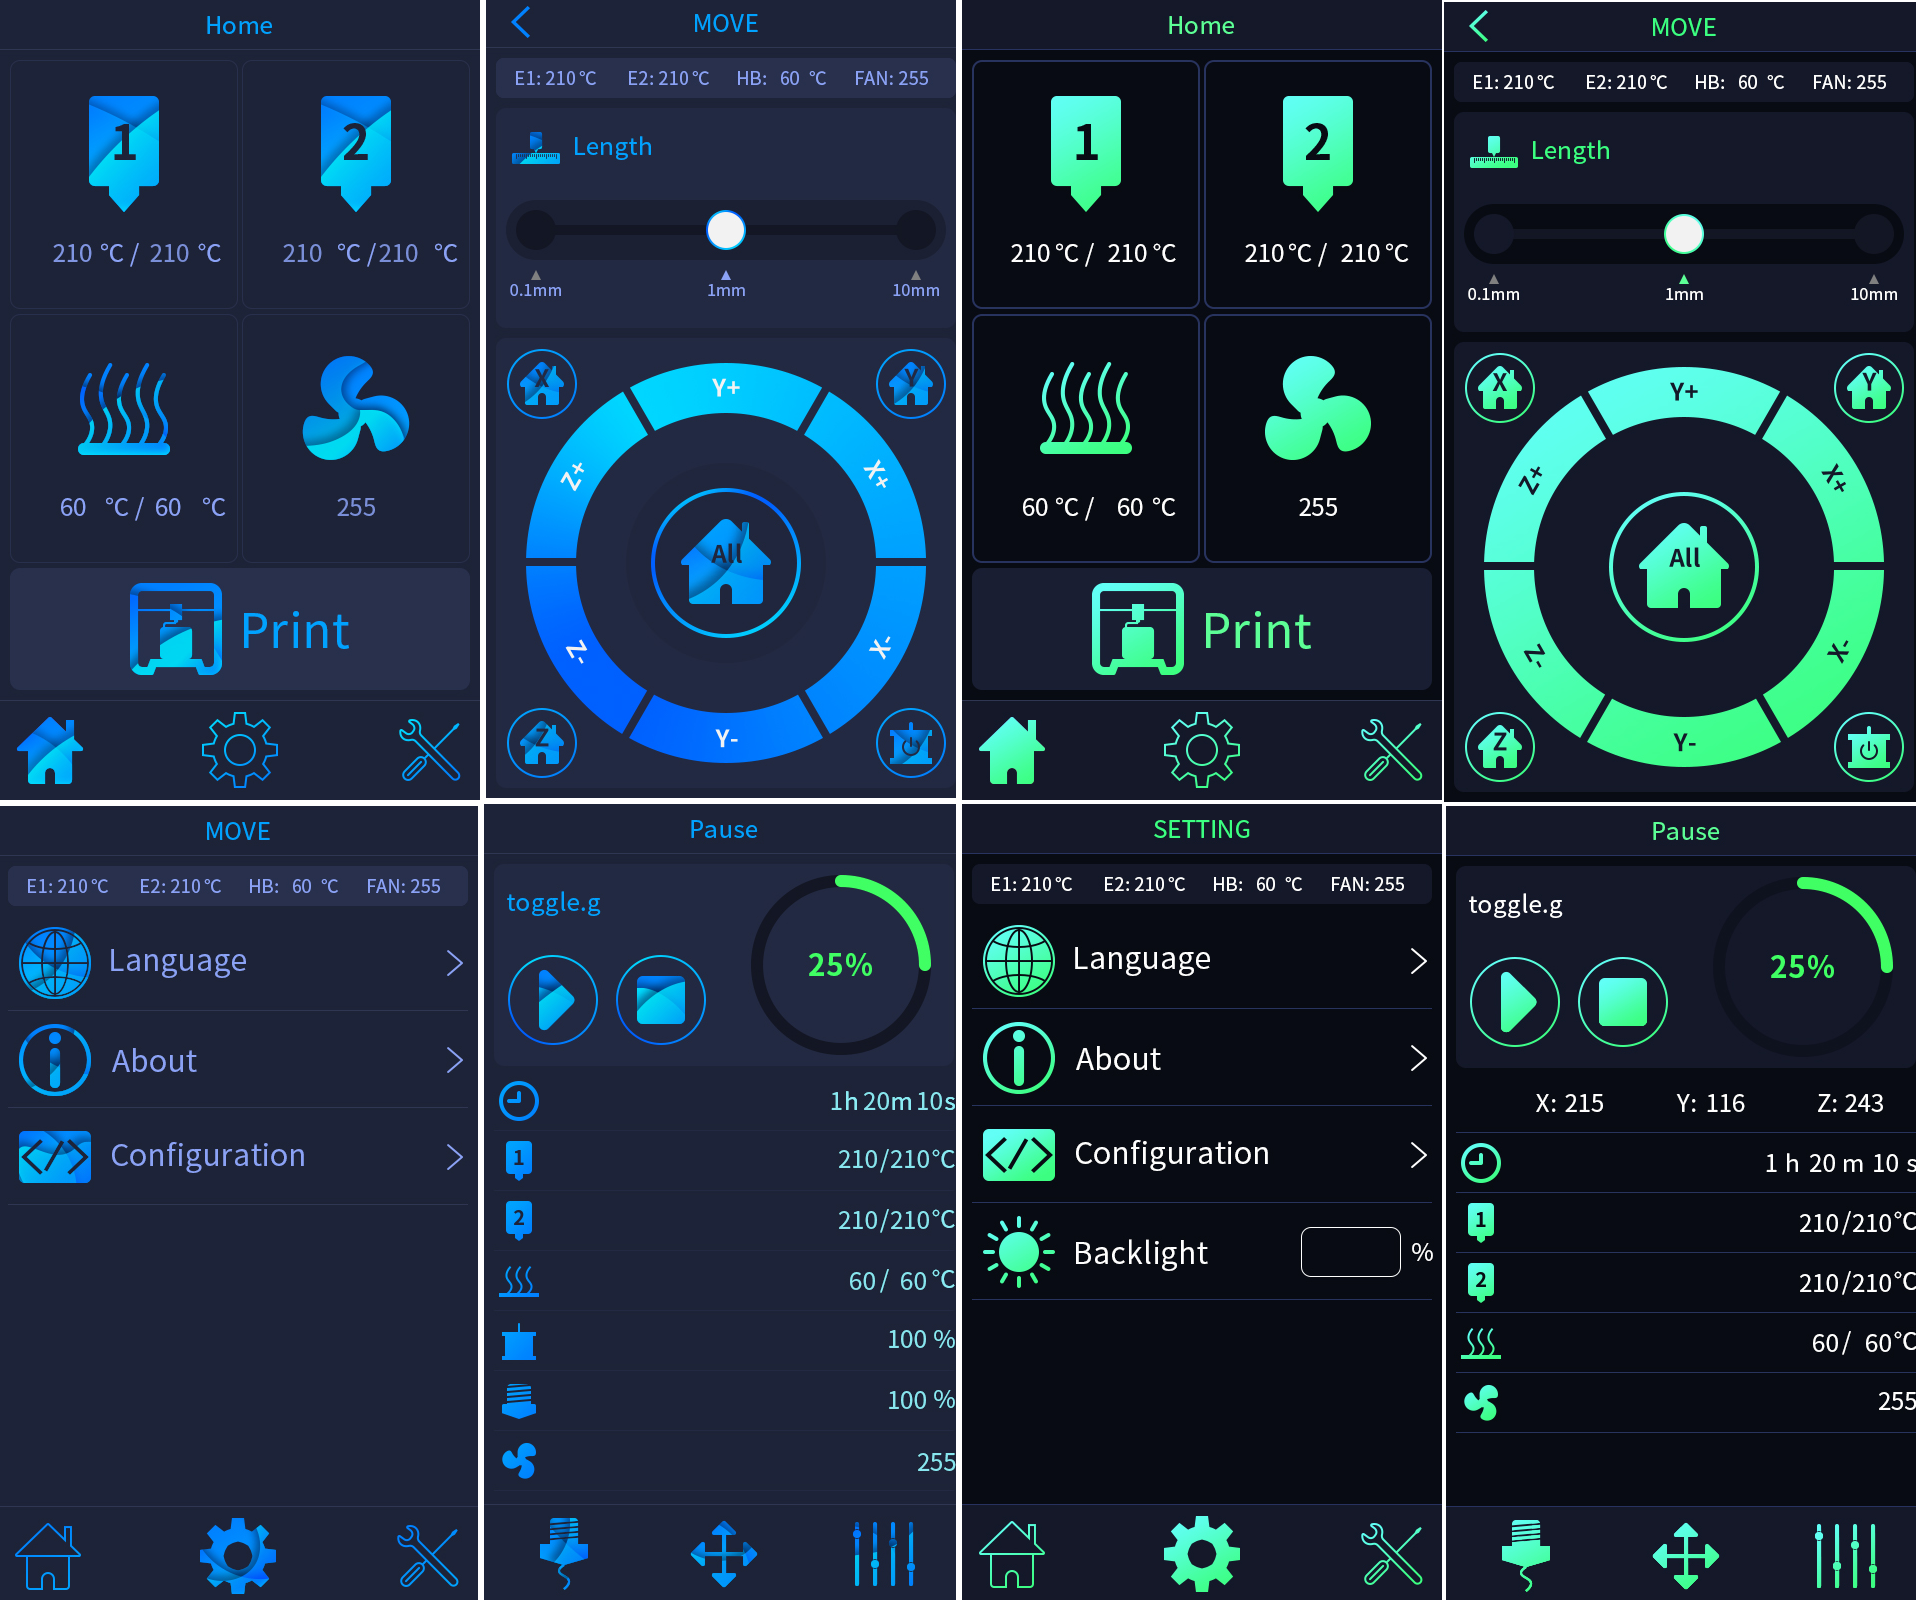 Home
1
2
210 ℃ / 210 ℃
210 ℃ / 210 ℃
60 ℃ / 60 ℃
255
Print
MOVE
E1: 210 ℃ E2: 210 ℃ HB: 60 ℃ FAN: 255
Length
0.1mm 1mm 10mm
X
Y
Y+
Z+
X+
All
Z-
X-
Y-
Z
Home
1
2
210 ℃ / 210 ℃
210 ℃ / 210 ℃
60 ℃ / 60 ℃
255
Print
MOVE
E1: 210 ℃ E2: 210 ℃ HB: 60 ℃ FAN: 255
Length
0.1mm 1mm 10mm
X
Y
Y+
Z+
X+
All
Z-
X-
Y-
Z
MOVE
E1: 210 ℃ E2: 210 ℃ HB: 60 ℃ FAN: 255
Language
About
Configuration
Pause
toggle.g
25%
1h 20m 10s
1 210/210℃
2 210/210℃
60/ 60 ℃
100 %
100 %
255
SETTING
E1: 210 ℃ E2: 210 ℃ HB: 60 ℃ FAN: 255
Language
About
Configuration
Backlight %
Pause
toggle.g
25%
X: 215 Y: 116 Z: 243
1 h 20 m 10 s
1 210/210℃
2 210/210℃
60/ 60℃
255